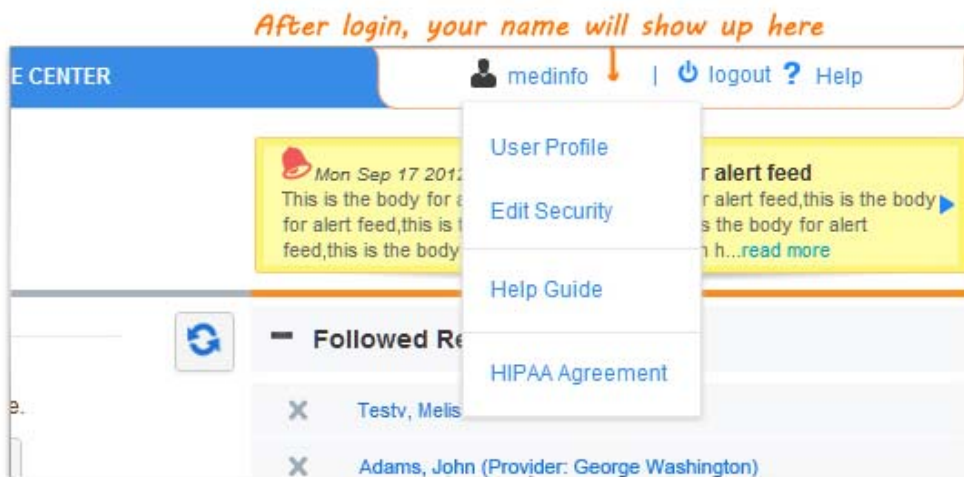 After login, your name will show up here
E CENTER
medinfo | logout ? Help
User Profile
Edit Security
Help Guide
HIPAA Agreement
Mon Sep 17 2012 r alert feed
This is the body for a r alert feed,this is the body
for alert feed,this is s the body for alert
feed,this is the body h...read more
Followed Re
e.
Testv, Melis
Adams, John (Provider: George Washington)